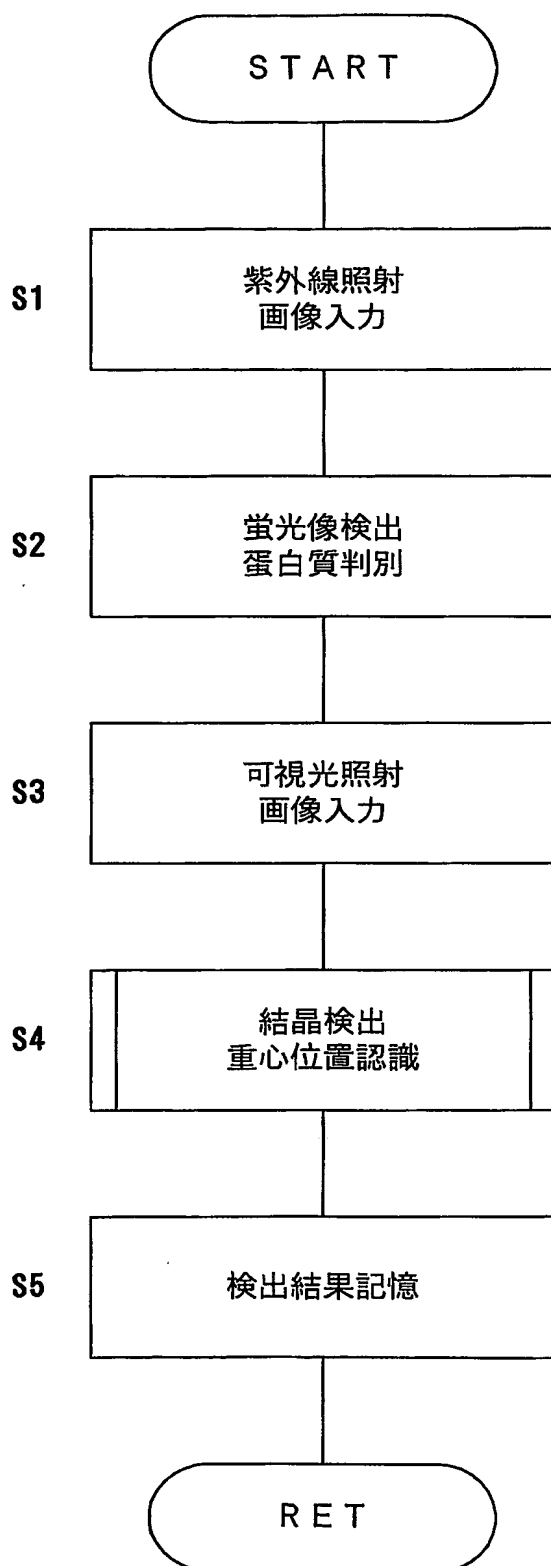 START
S1
紫外線照射
画像入力
S2
蛍光像検出
蛋白質判別
S3
可視光照射
画像入力
S4
結晶検出
重心位置認識
S5
検出結果記憶
RET